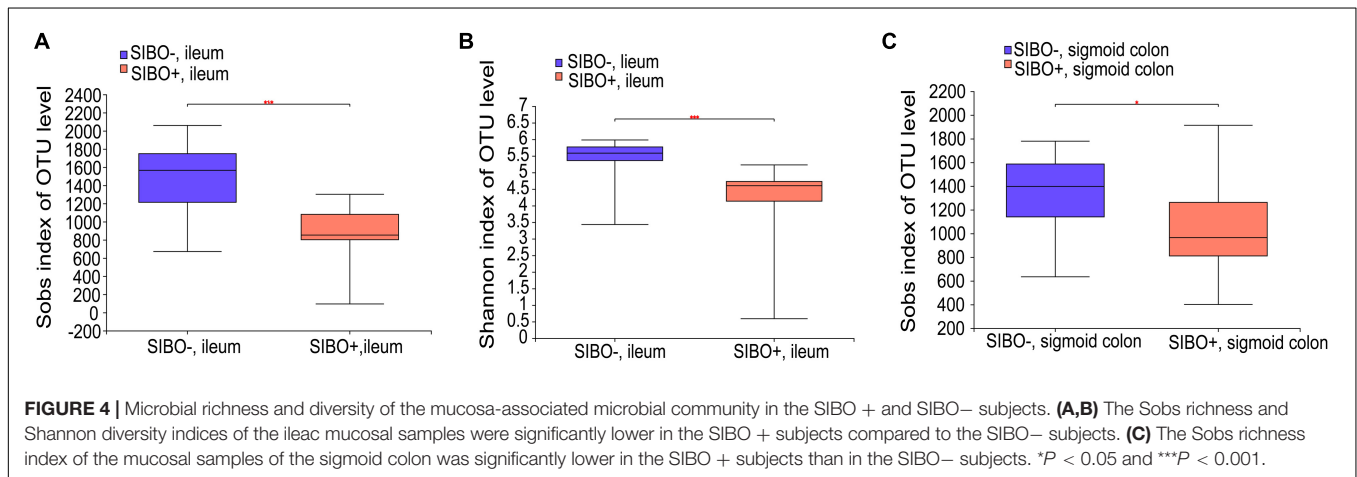 A
SIBO-, ileum
SIBO+, ileum
Sobs index of OTU level
2400
2200
2000
1800
1600
1400
1200
1000
800
600
400
200
0
-200
***
SIBO-, ileum
SIBO+,ileum
B
SIBO-, lieum
SIBO+, ileum
Shannon index of OTU level
7
6.5
6
5.5
5
4.5
4
3.5
3
2.5
2
1.5
1
0.5
0
***
SIBO-, ileum
SIBO+, ileum
C
SIBO-, sigmoid colon
SIBO+, sigmoid colon
Sobs index of OTU level
2200
2000
1800
1600
1400
1200
1000
800
600
400
200
*
SIBO-, sigmoid colon
SIBO+, sigmoid colon
FIGURE 4 | Microbial richness and diversity of the mucosa-associated microbial community in the SIBO + and SIBO− subjects. (A,B) The Sobs richness and
Shannon diversity indices of the ileac mucosal samples were significantly lower in the SIBO + subjects compared to the SIBO− subjects. (C) The Sobs richness
index of the mucosal samples of the sigmoid colon was significantly lower in the SIBO + subjects than in the SIBO− subjects. *P < 0.05 and ***P < 0.001.